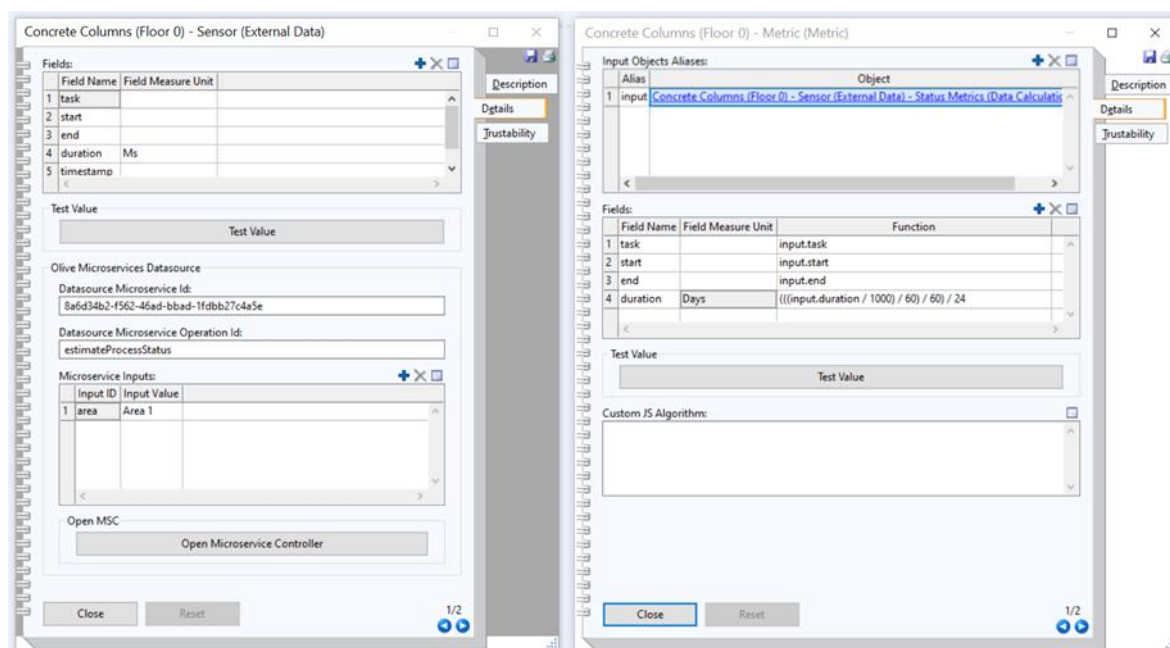 Concrete Columns (Floor 0) - Sensor (External Data)
Fields:
Field Name Field Measure Unit
1 task
2 start
3 end
4 duration Ms
5 timestamp
Test Value
Test Value
Olive Microservices Datasource
Datasource Microservice Id:
8a6d34b2-f562-46ad-bbad-1fdbb27c4a5e
Datasource Microservice Operation Id:
estimateProcessStatus
Microservice Inputs:
Input ID Input Value
1 area Area 1
Open MSC
Open Microservice Controller
Close Reset 1/2
Description
Details
Trustability
Concrete Columns (Floor 0) - Metric (Metric)
Input Objects Aliases:
Alias Object
1 input Concrete Columns (Floor 0) - Sensor (External Data) - Status Metrics (Data Calculatic
Fields:
Field Name Field Measure Unit Function
1 task input.task
2 start input.start
3 end input.end
4 duration Days (((input.duration / 1000) / 60) / 60) / 24
Test Value
Test Value
Custom JS Algorithm:
Close Reset 1/2
Description
Details
Trustability